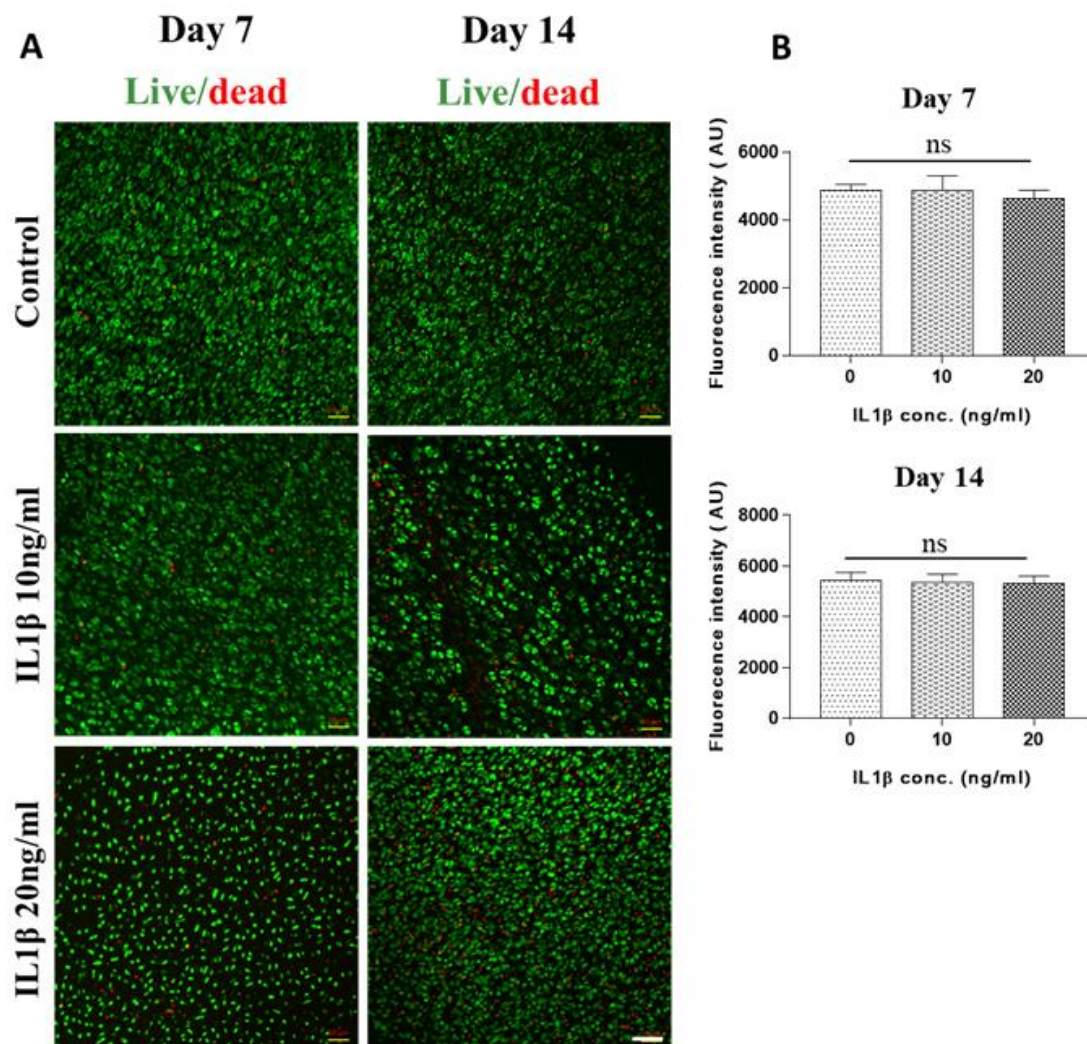 A
Day 7
Day 14
B
Live/dead
Live/dead
Control
IL1β 10ng/ml
IL1β 20ng/ml
Day 7
ns
Fluorecence intensity ( AU)
6000
4000
2000
0
0 10 20
IL1β conc. (ng/ml)
Day 14
ns
Fluorecence intensity ( AU)
8000
6000
4000
2000
0
0 10 20
IL1β conc. (ng/ml)